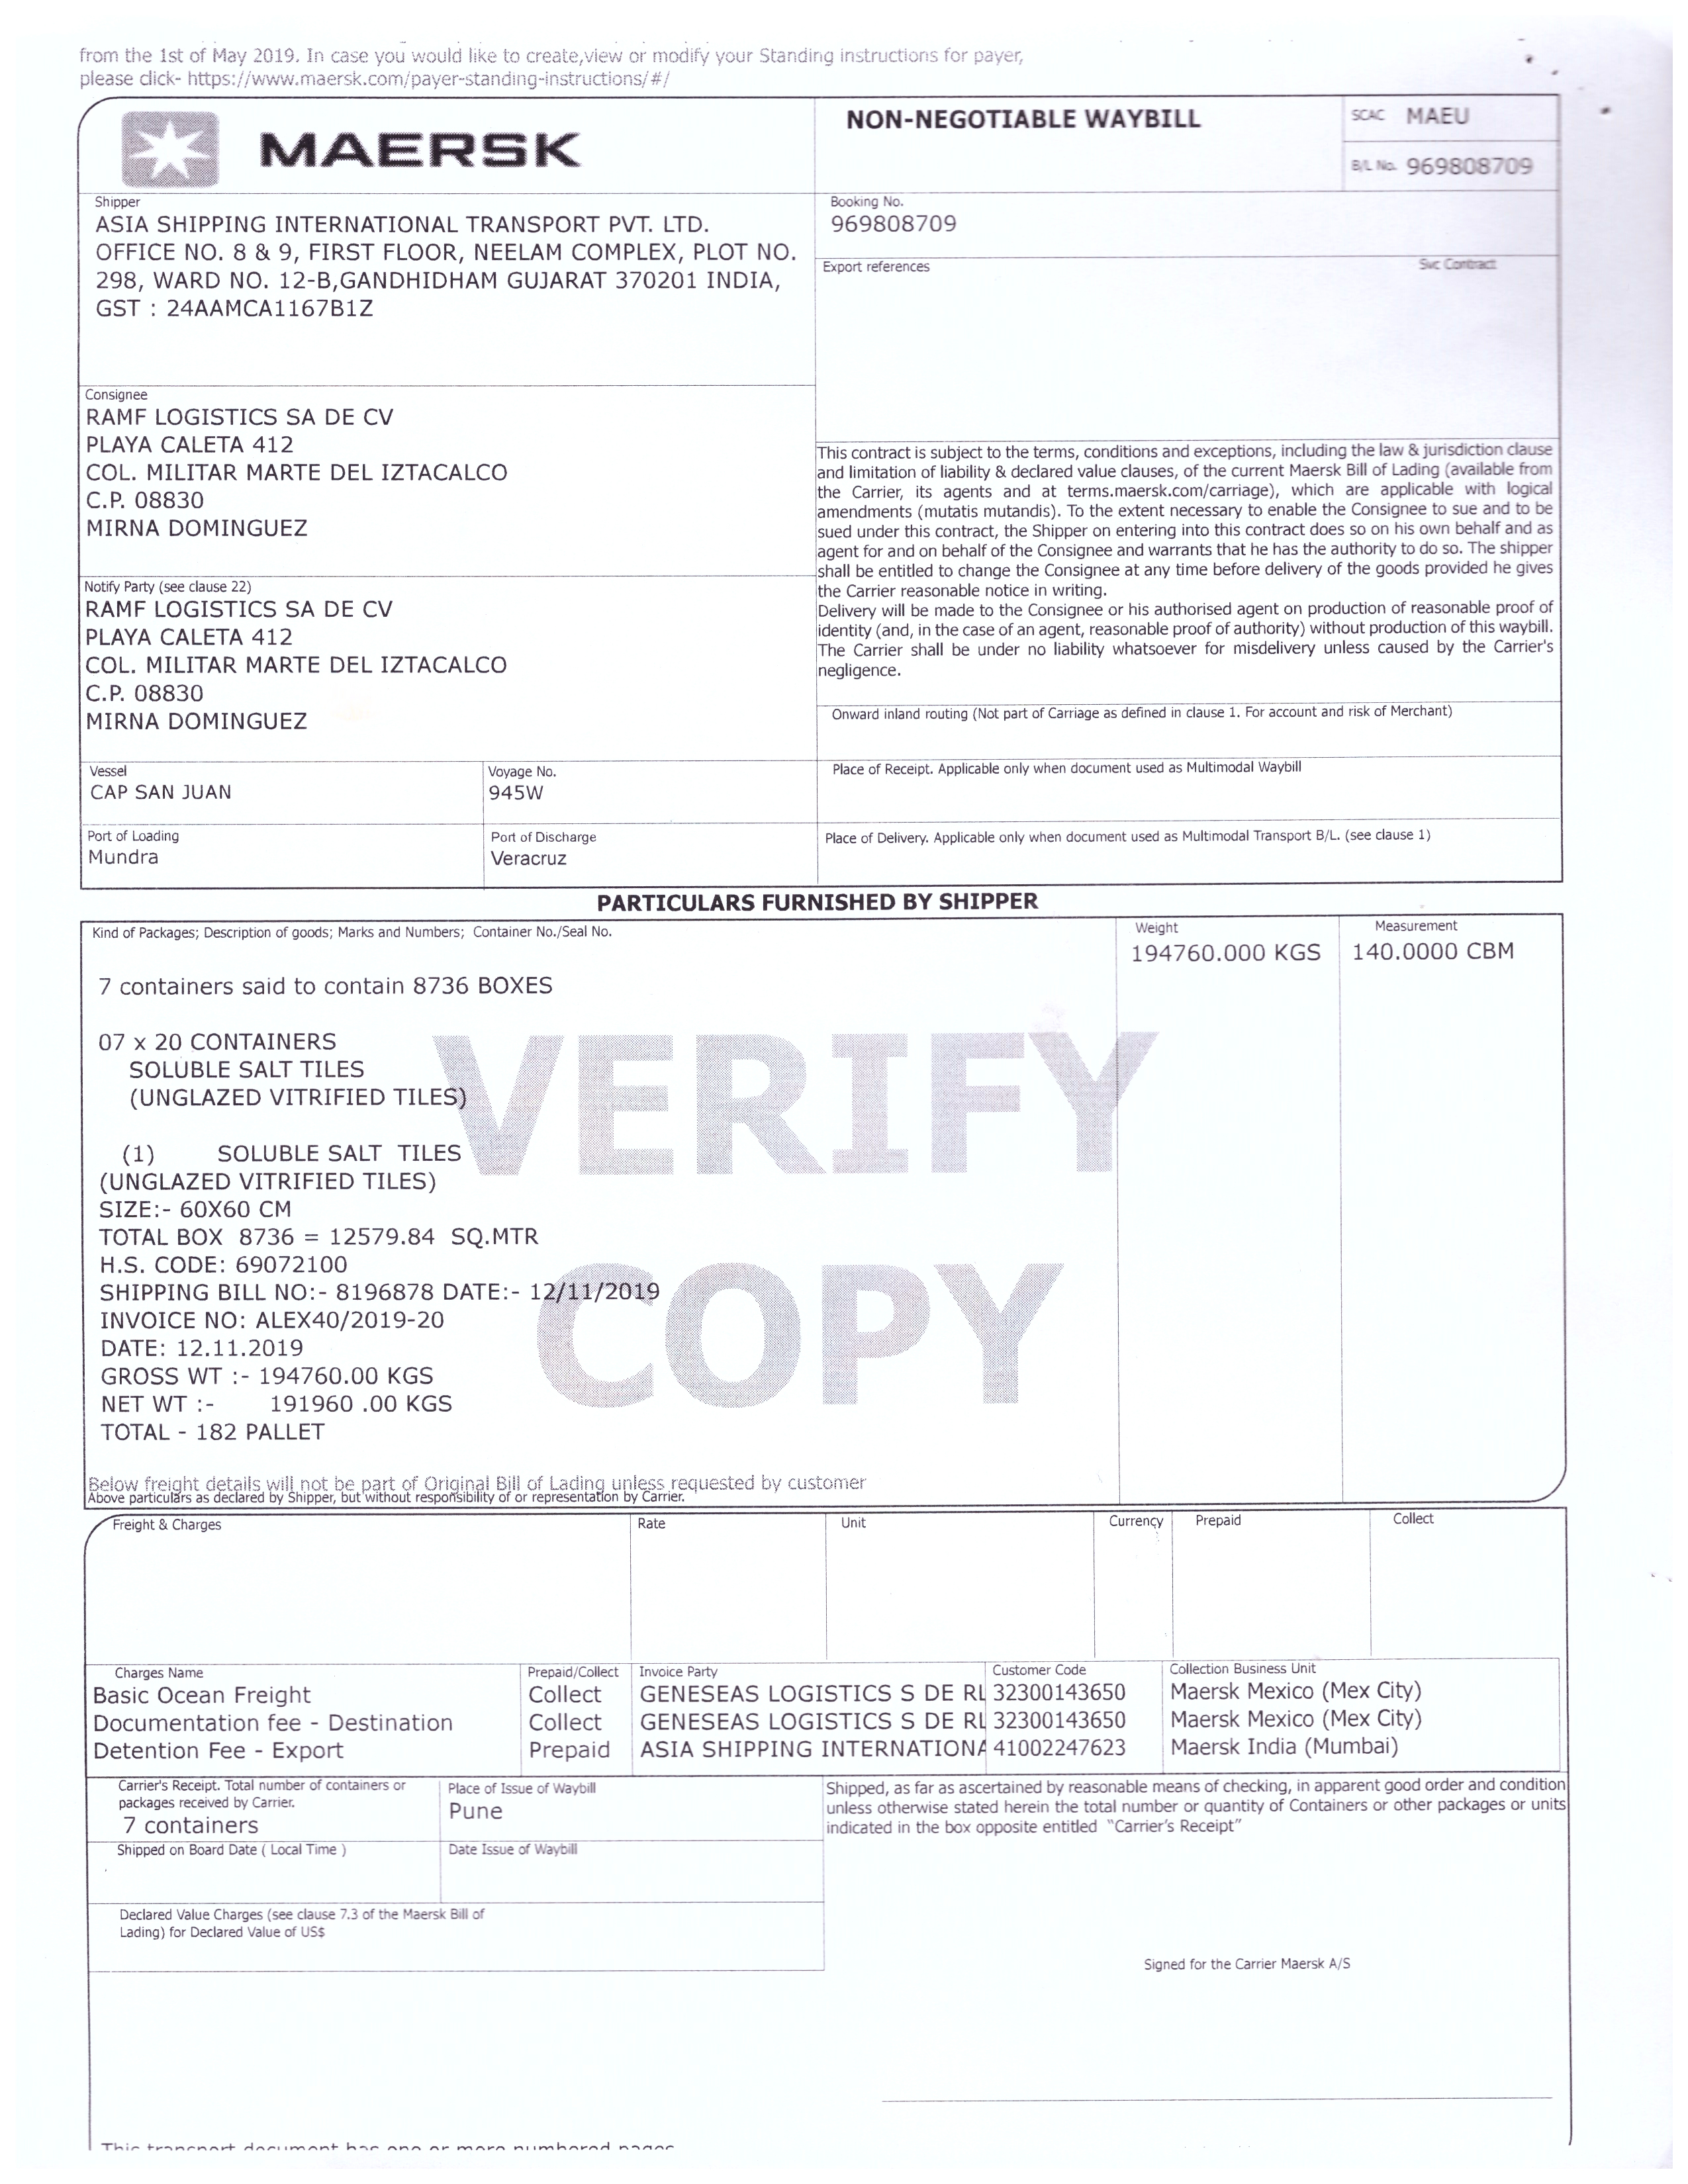 from the 1st of May 2019. In case you would like to create,view or modify your Standing instructions for payer,
please click- https://www.maersk.com/payer-standing-instructions/#/
MAERSK
NON-NEGOTIABLE WAYBILL
SCAC MAEU
B/L No. 969808709
Shipper
ASIA SHIPPING INTERNATIONAL TRANSPORT PVT. LTD.
OFFICE NO. 8 & 9, FIRST FLOOR, NEELAM COMPLEX, PLOT NO.
298, WARD NO. 12-B,GANDHIDHAM GUJARAT 370201 INDIA,
GST : 24AAMCA1167B1Z
Booking No.
969808709
Export references
Svc Contract
Consignee
RAMF LOGISTICS SA DE CV
PLAYA CALETA 412
COL. MILITAR MARTE DEL IZTACALCO
C.P. 08830
MIRNA DOMINGUEZ
This contract is subject to the terms, conditions and exceptions, including the law & jurisdiction clause
and limitation of liability & declared value clauses, of the current Maersk Bill of Lading (available from
the Carrier, its agents and at terms.maersk.com/carriage), which are applicable with logical
amendments (mutatis mutandis). To the extent necessary to enable the Consignee to sue and to be
sued under this contract, the Shipper on entering into this contract does so on his own behalf and as
agent for and on behalf of the Consignee and warrants that he has the authority to do so. The shipper
shall be entitled to change the Consignee at any time before delivery of the goods provided he gives
the Carrier reasonable notice in writing.
Delivery will be made to the Consignee or his authorised agent on production of reasonable proof of
identity (and, in the case of an agent, reasonable proof of authority) without production of this waybill.
The Carrier shall be under no liability whatsoever for misdelivery unless caused by the Carrier's
negligence.
Notify Party (see clause 22)
RAMF LOGISTICS SA DE CV
PLAYA CALETA 412
COL. MILITAR MARTE DEL IZTACALCO
C.P. 08830
MIRNA DOMINGUEZ
Onward inland routing (Not part of Carriage as defined in clause 1. For account and risk of Merchant)
Vessel
CAP SAN JUAN
Voyage No.
945W
Place of Receipt. Applicable only when document used as Multimodal Waybill
Port of Loading
Mundra
Port of Discharge
Veracruz
Place of Delivery. Applicable only when document used as Multimodal Transport B/L. (see clause 1)
PARTICULARS FURNISHED BY SHIPPER
Kind of Packages; Description of goods; Marks and Numbers; Container No./Seal No.
Weight
194760.000 KGS
Measurement
140.0000 CBM
7 containers said to contain 8736 BOXES
07 x 20 CONTAINERS
SOLUBLE SALT TILES
(UNGLAZED VITRIFIED TILES)
VERIFY
(1) SOLUBLE SALT TILES
(UNGLAZED VITRIFIED TILES)
SIZE:- 60X60 CM
TOTAL BOX 8736 = 12579.84 SQ.MTR
H.S. CODE: 69072100
SHIPPING BILL NO:- 8196878 DATE:- 12/11/2019
COPY
INVOICE NO: ALEX40/2019-20
DATE: 12.11.2019
GROSS WT :- 194760.00 KGS
NET WT :- 191960 .00 KGS
TOTAL - 182 PALLET
Below freight details will not be part of Original Bill of Lading unless requested by customer
Above particulars as declared by Shipper, but without responsibility of or representation by Carrier.
Freight & Charges Rate Unit Currency Prepaid Collect
Charges Name Prepaid/Collect Invoice Party Customer Code Collection Business Unit
Basic Ocean Freight Collect GENESEAS LOGISTICS S DE RL 32300143650 Maersk Mexico (Mex City)
Documentation fee - Destination Collect GENESEAS LOGISTICS S DE RL 32300143650 Maersk Mexico (Mex City)
Detention Fee - Export Prepaid ASIA SHIPPING INTERNATIONA 41002247623 Maersk India (Mumbai)
Carrier's Receipt. Total number of containers or
packages received by Carrier.
7 containers
Place of Issue of Waybill
Pune
Shipped, as far as ascertained by reasonable means of checking, in apparent good order and condition
unless otherwise stated herein the total number or quantity of Containers or other packages or units
indicated in the box opposite entitled "Carrier's Receipt"
Shipped on Board Date ( Local Time )
Date Issue of Waybill
Declared Value Charges (see clause 7.3 of the Maersk Bill of
Lading) for Declared Value of US$
Signed for the Carrier Maersk A/S
This transport document has one or more numbered pages